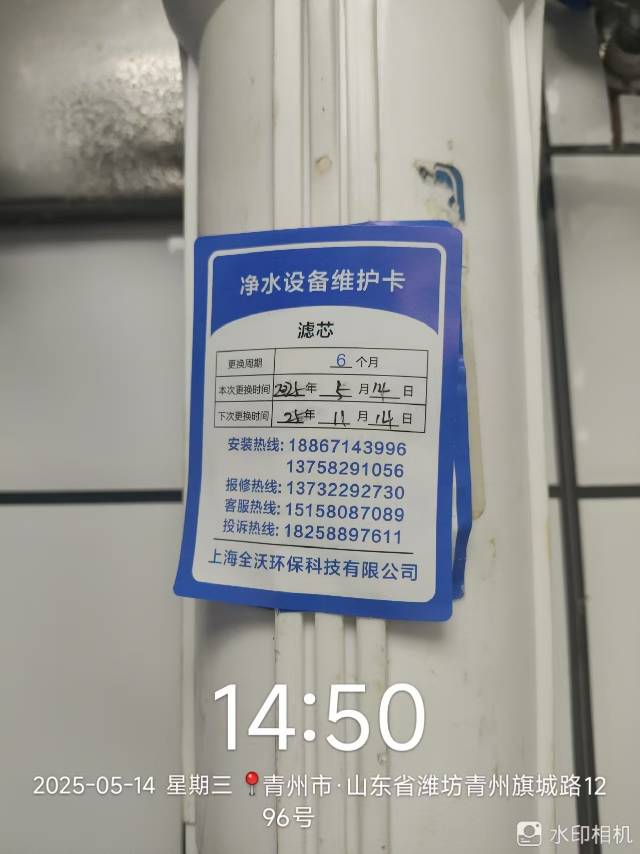 净水设备维护卡
滤芯
更换周期 6 个月
本次更换时间 2025年 5 月 14 日
下次更换时间 25年 11 月 14 日
安装热线: 18867143996
13758291056
报修热线: 13732292730
客服热线: 15158087089
投诉热线: 18258897611
上海全沃环保科技有限公司
14:50
2025-05-14 星期三 青州市·山东省潍坊青州旗城路12
96号
水印相机